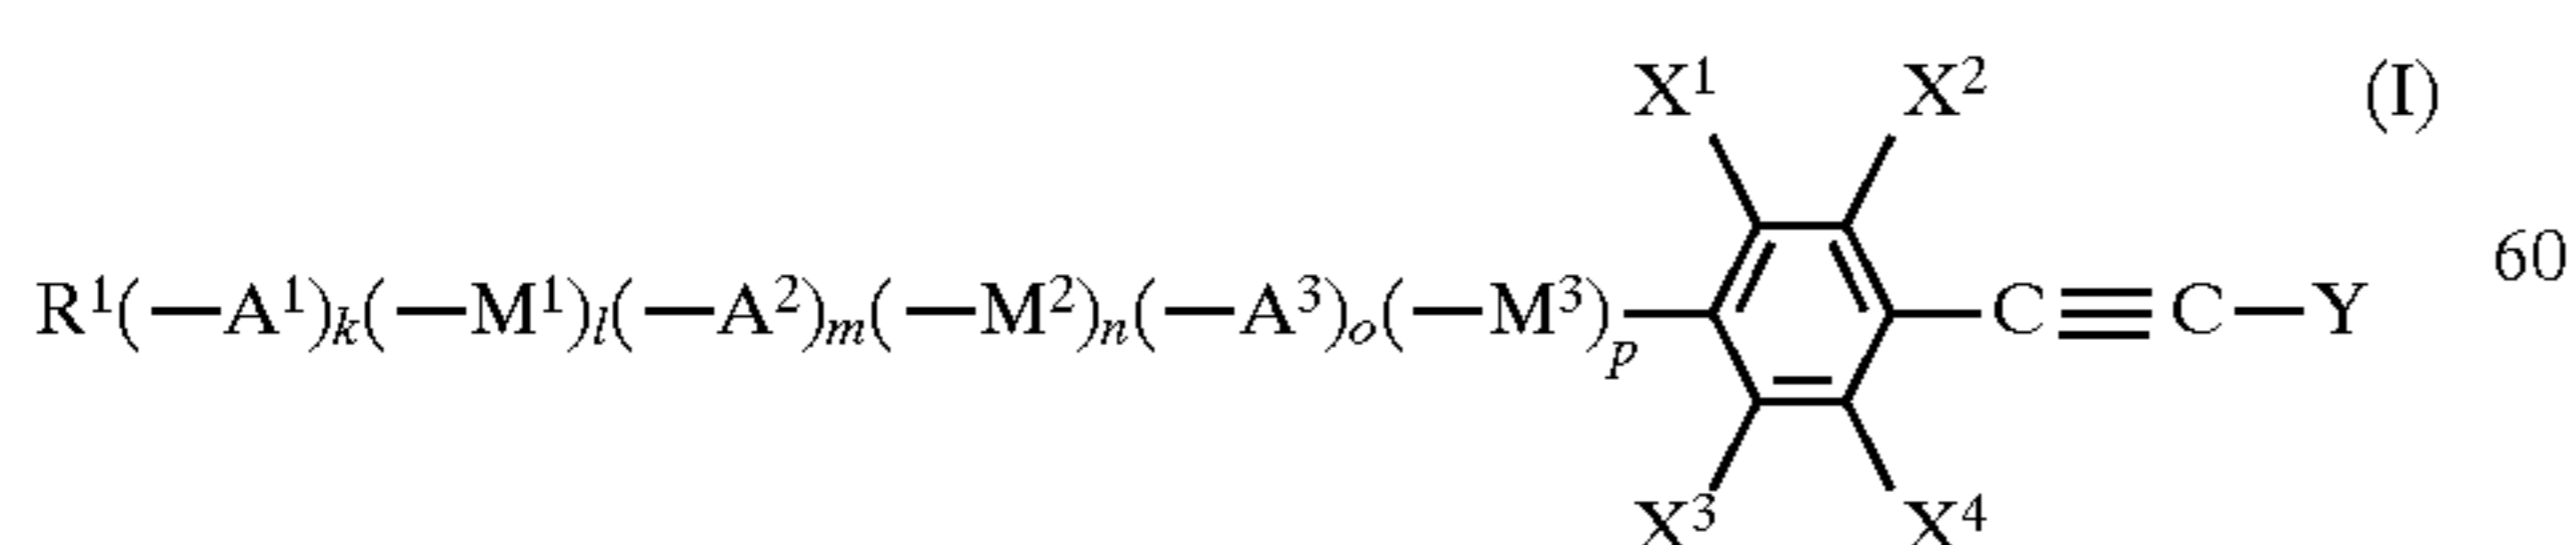 X¹ X² (I)
R¹(—A¹)k(—M¹)l(—A²)m(—M²)n(—A³)o(—M³)p C≡C—Y 60
X³ X⁴